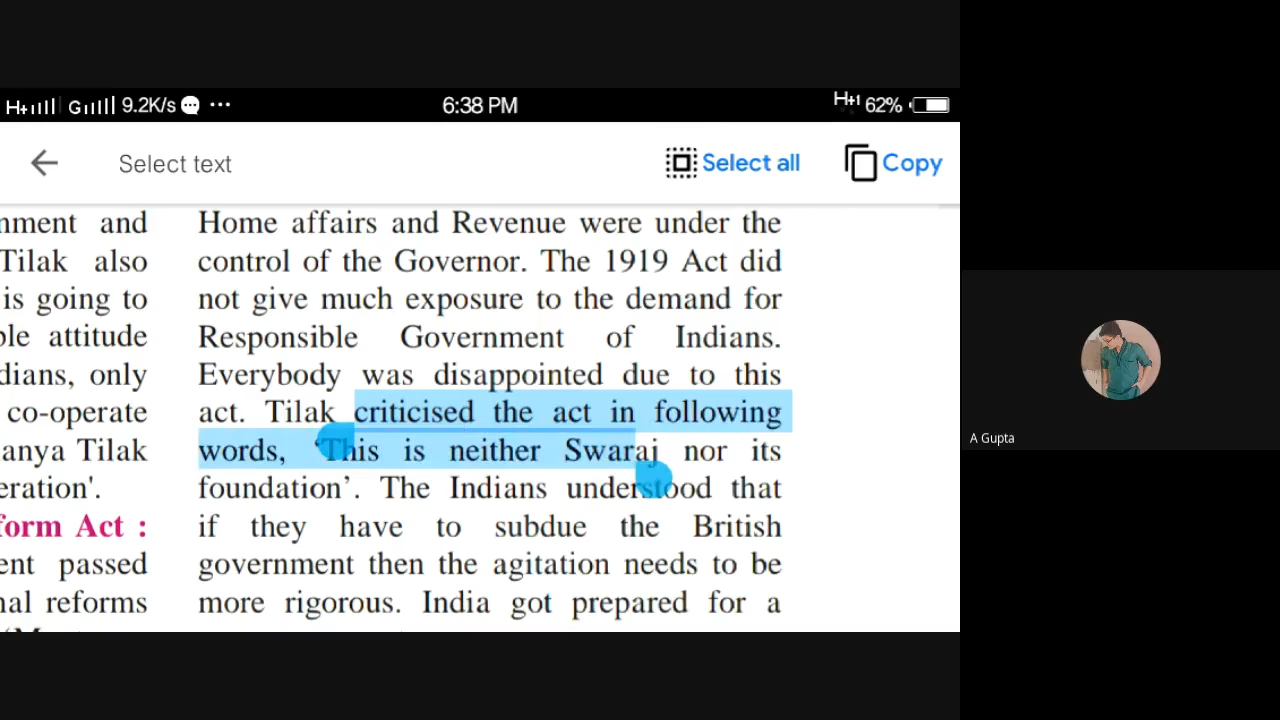 H+ G 9.2K/s ... 6:38 PM H+1 62%
Select text Select all Copy
nment and
Tilak also
is going to
ple attitude
dians, only
co-operate
anya Tilak
eration'.
form Act :
ent passed
nal reforms
Home affairs and Revenue were under the
control of the Governor. The 1919 Act did
not give much exposure to the demand for
Responsible Government of Indians.
Everybody was disappointed due to this
act. Tilak criticised the act in following
words, ‘This is neither Swaraj nor its
foundation’. The Indians understood that
if they have to subdue the British
government then the agitation needs to be
more rigorous. India got prepared for a
A Gupta